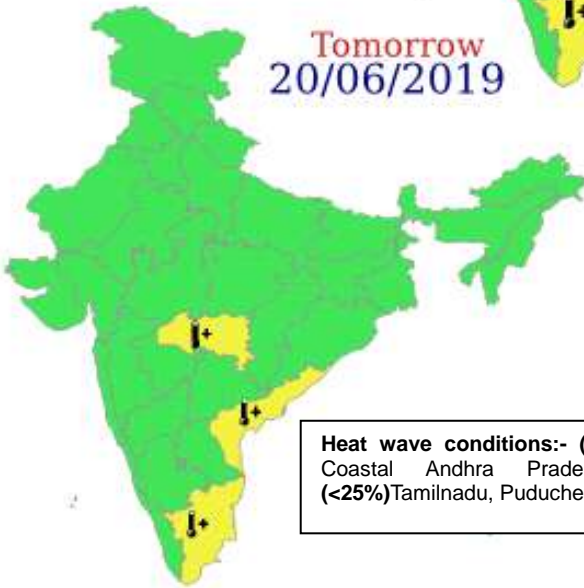 Tomorrow
20/06/2019
Heat wave conditions:- (
Coastal Andhra Prade
(<25%)Tamilnadu, Puduche